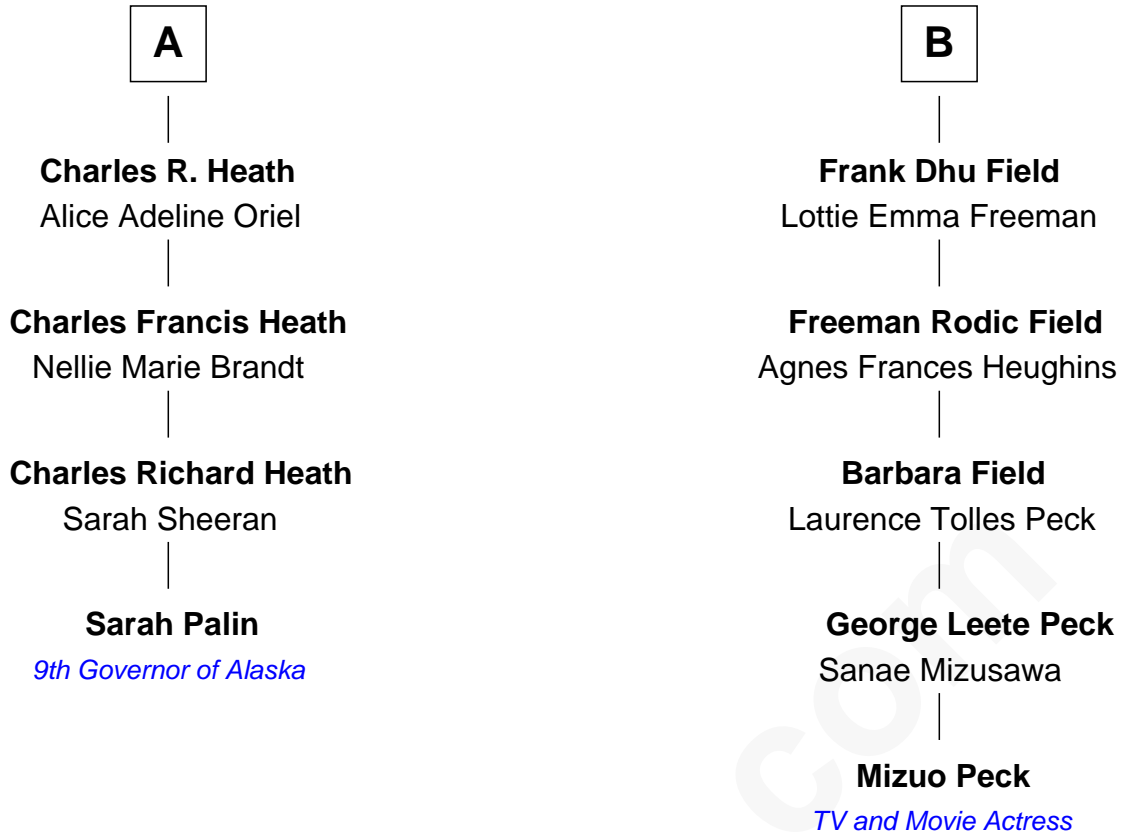 A
Charles R. Heath
Alice Adeline Oriel
Charles Francis Heath
Nellie Marie Brandt
Charles Richard Heath
Sarah Sheeran
Sarah Palin
9th Governor of Alaska
B
Frank Dhu Field
Lottie Emma Freeman
Freeman Rodic Field
Agnes Frances Heughins
Barbara Field
Laurence Tolles Peck
George Leete Peck
Sanae Mizusawa
Mizuo Peck
TV and Movie Actress
com